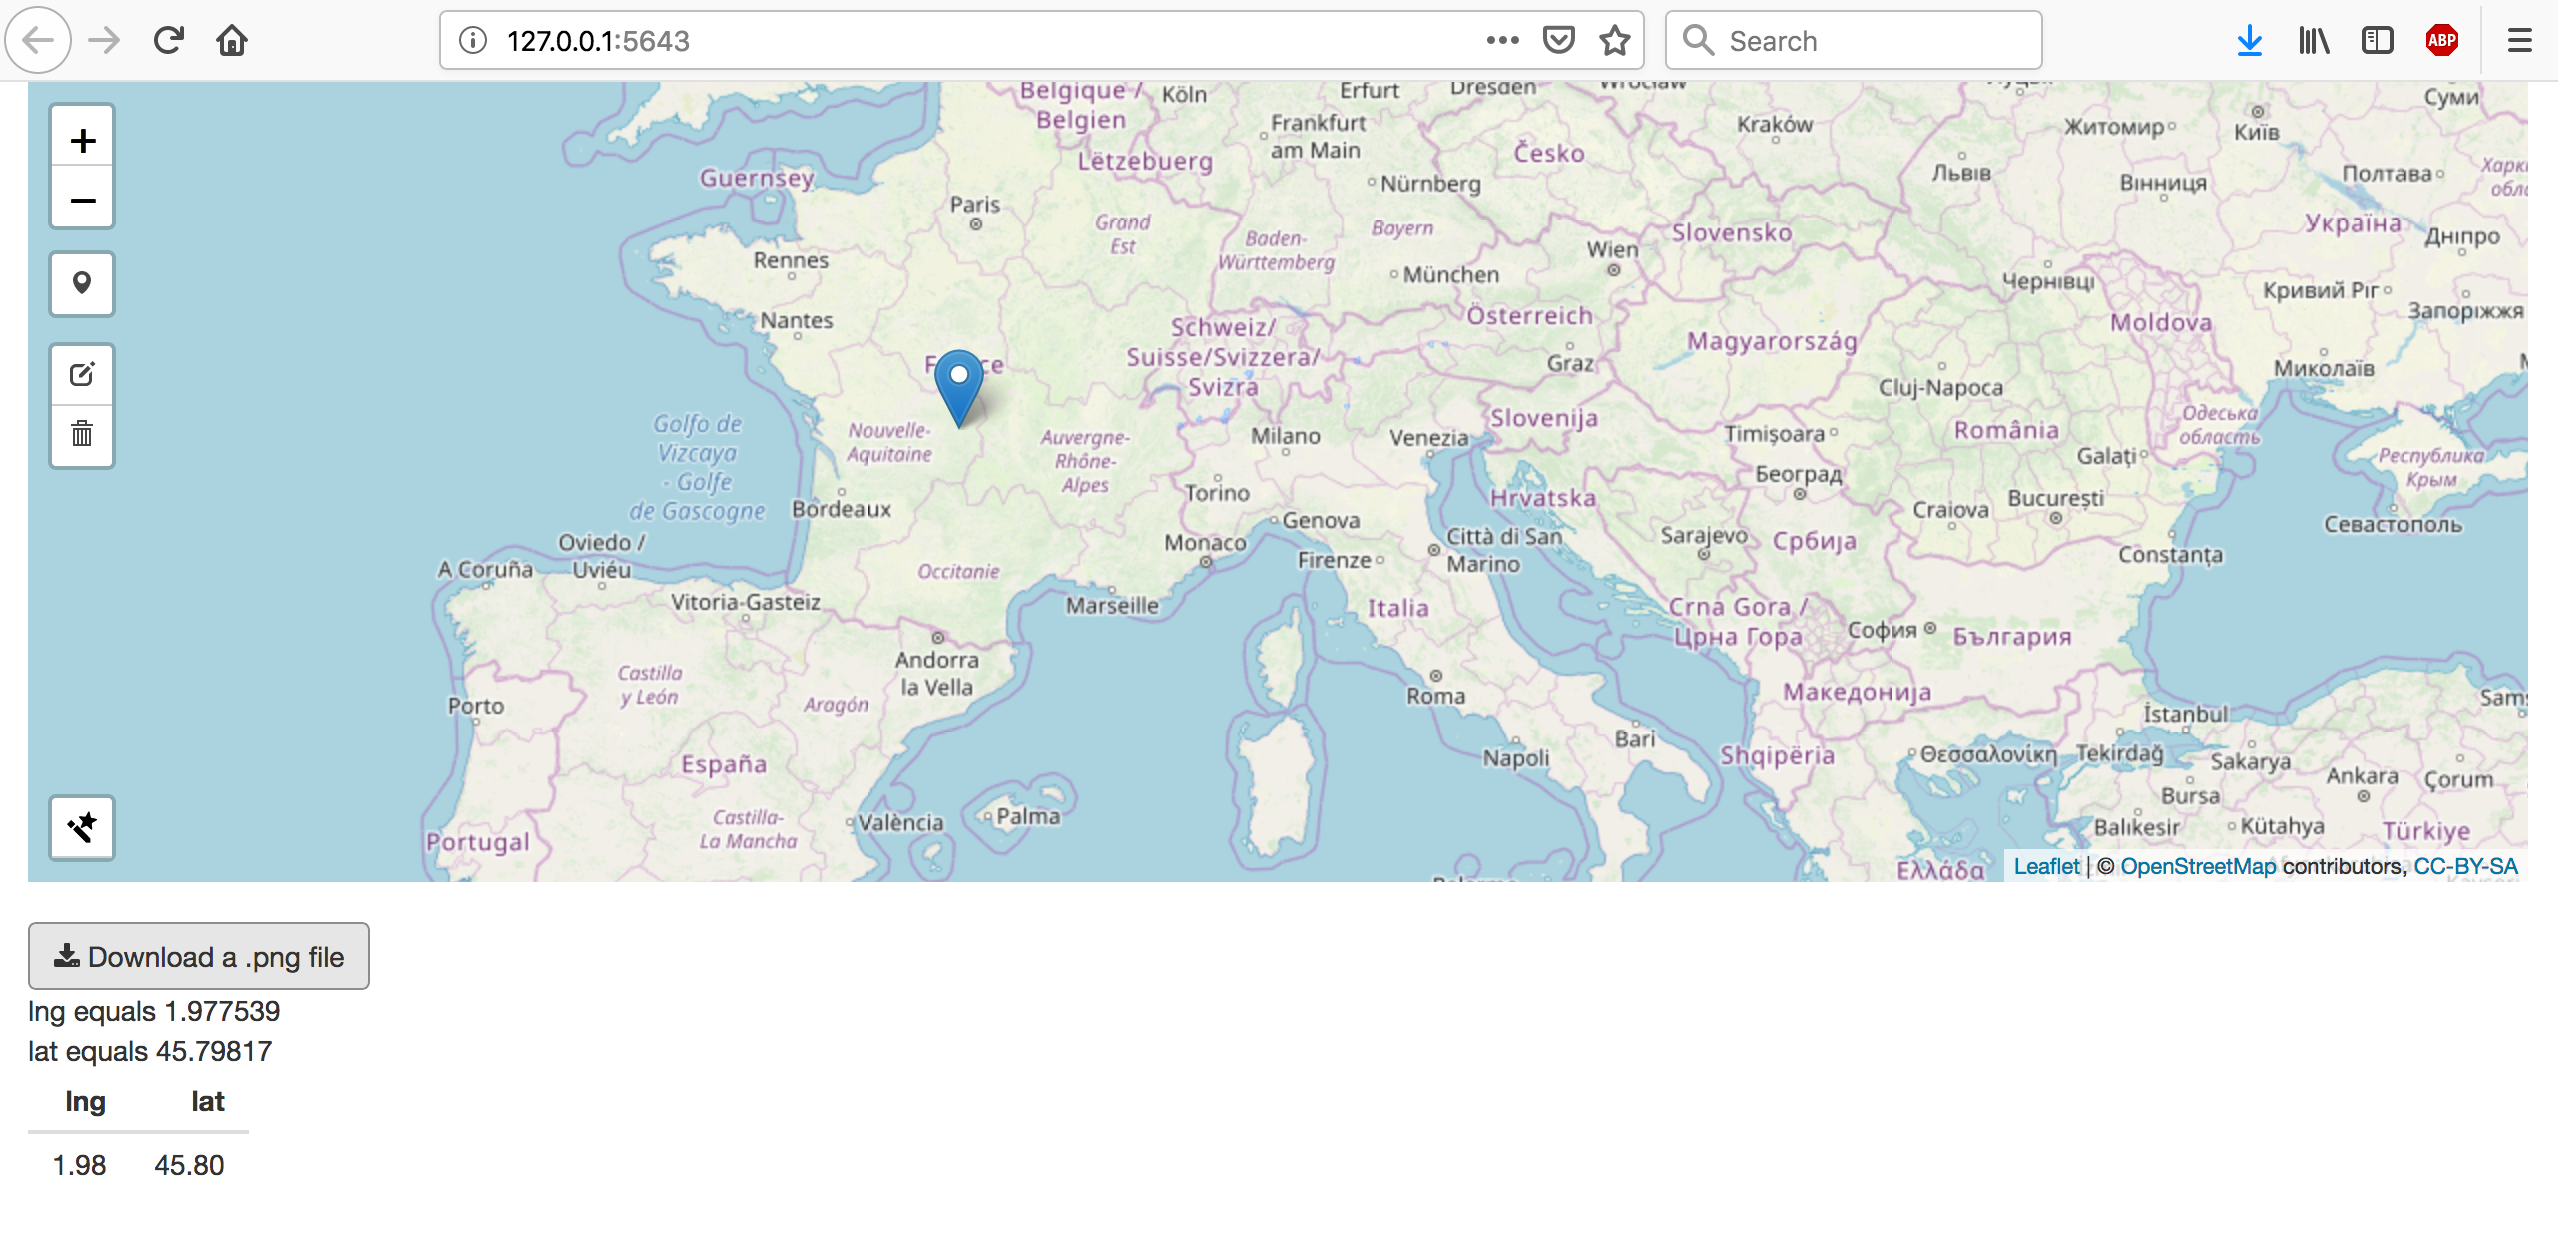 127.0.0.1:5643
Search
ABP
Belgique /
Belgien
Köln
Erfurt
Dresden
Wrocław
Суми
Frankfurt
am Main
Kraków
Житомир
Київ
Lëtzebuerg
Česko
Guernsey
Nürnberg
Львів
Вінниця
Полтава
Paris
Grand
Est
Baden-
Württemberg
Bayern
Slovensko
Україна
Дніпро
Rennes
München
Wien
Чернівці
Кривий Ріг
Запоріжжя
Nantes
Schweiz/
Suisse/Svizzera/
Svizra
Österreich
Magyarország
Moldova
Graz
Cluj-Napoca
Миколаїв
Golfo de
Vizcaya
- Golfe
de Gascogne
Nouvelle-
Aquitaine
Auvergne-
Rhône-
Alpes
Milano
Venezia
Slovenija
Timișoara
România
Одеська
область
Galați
Республика
Крым
Torino
Hrvatska
Београд
Bordeaux
Genova
Craiova
București
Севастополь
Oviedo /
Uviéu
A Coruña
Monaco
Firenze
Città di San
Marino
Sarajevo
Србија
Constanța
Occitanie
Vitoria-Gasteiz
Marseille
Italia
Crna Gora /
Црна Гора
София
България
Andorra
la Vella
Castilla
y León
Aragón
Porto
Roma
Македонија
İstanbul
España
Napoli
Bari
Shqipëria
Θεσσαλονίκη
Tekirdağ
Sakarya
Ankara
Çorum
Bursa
Castilla-
La Mancha
València
Palma
Balıkesir
Kütahya
Türkiye
Portugal
Ελλάδα
Leaflet | © OpenStreetMap contributors, CC-BY-SA
Download a .png file
lng equals 1.977539
lat equals 45.79817
lng lat
1.98 45.80